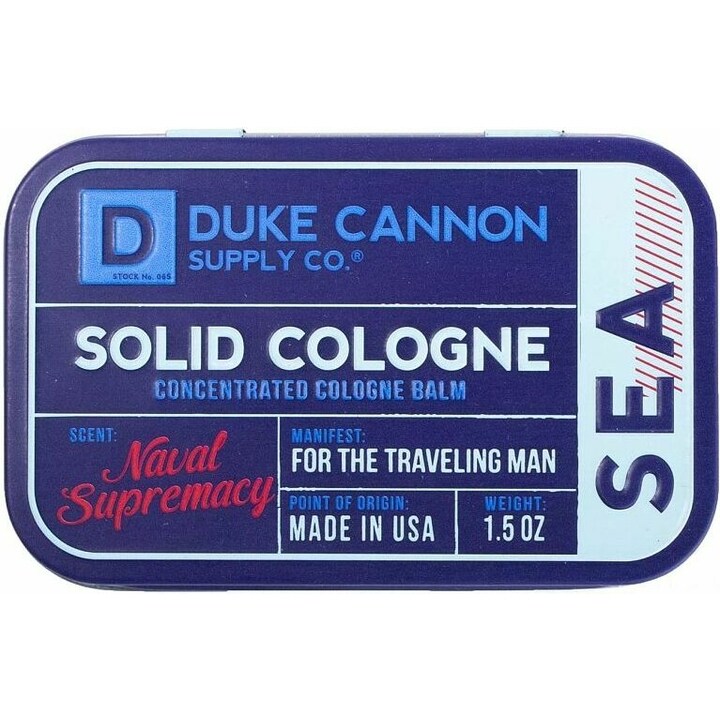 D
STOCK No. 065
DUKE CANNON
SUPPLY CO.®
SOLID COLOGNE
CONCENTRATED COLOGNE BALM
SCENT:
Naval
Supremacy
MANIFEST:
FOR THE TRAVELING MAN
POINT OF ORIGIN:
MADE IN USA
WEIGHT:
1.5 OZ
SEA